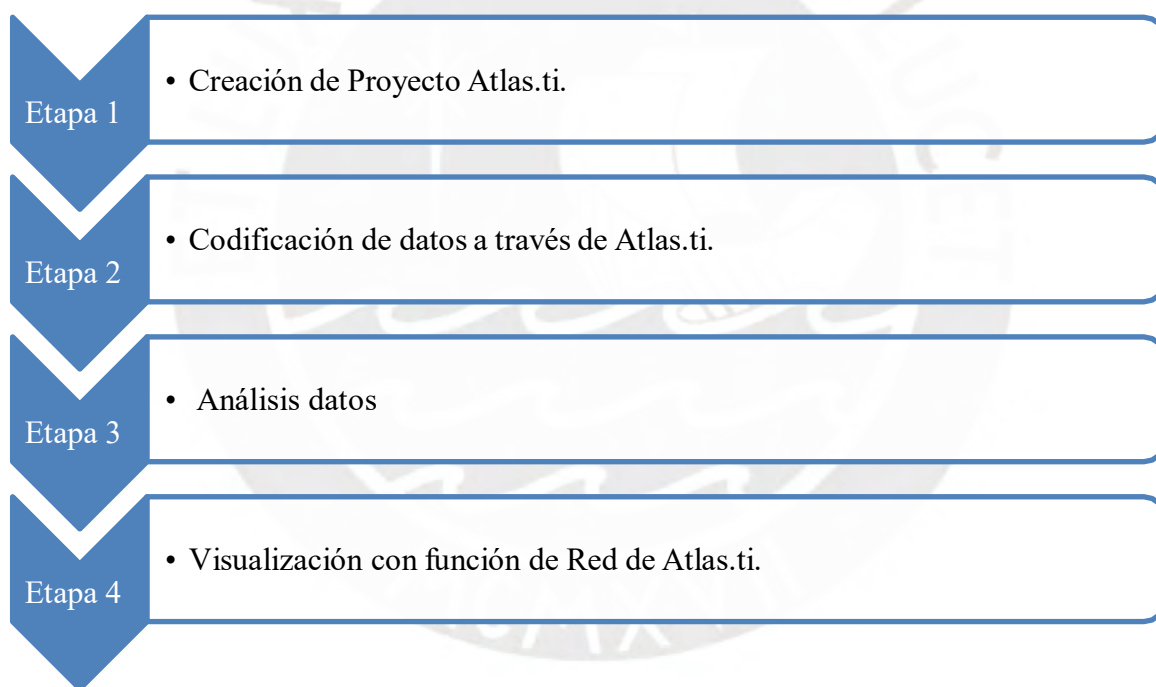 Etapa 1
• Creación de Proyecto Atlas.ti.
Etapa 2
• Codificación de datos a través de Atlas.ti.
Etapa 3
• Análisis datos
Etapa 4
• Visualización con función de Red de Atlas.ti.